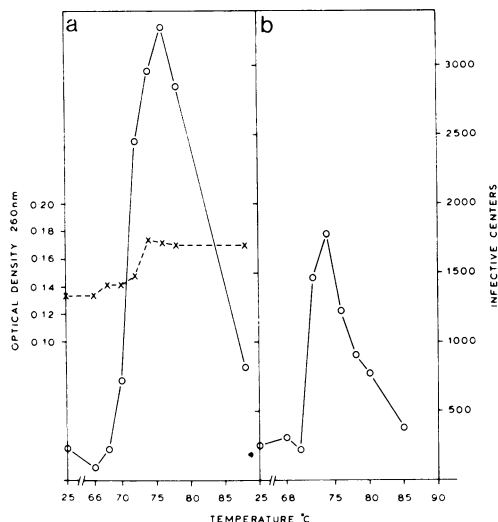 a
b
3000
2500
2000
1500
1000
500
INFECTIVE CENTERS
0 20
0 18
0 16
0 14
0 12
0 10
OPTICAL DENSITY 260nm
25 66 70 75 80 85
25 68 75 80 85 90
TEMPERATURE °C